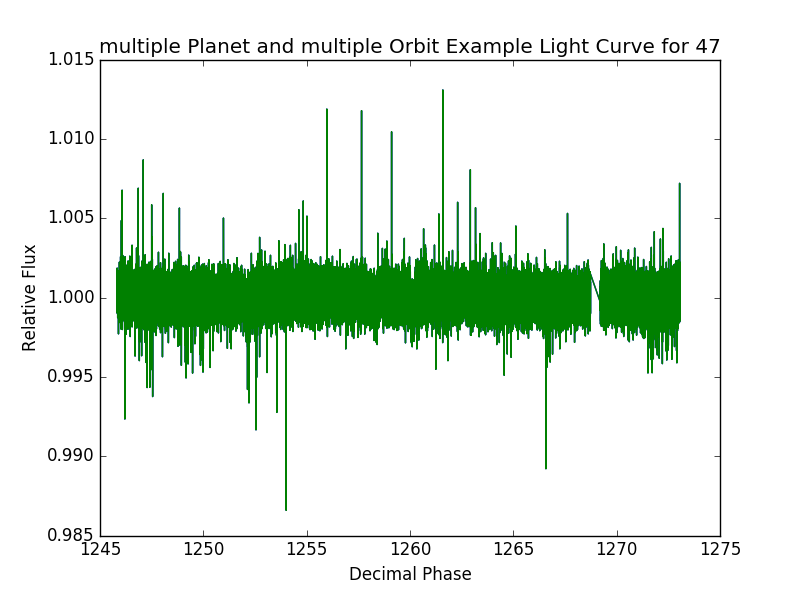 multiple Planet and multiple Orbit Example Light Curve for 47
1.015
1.010
1.005
1.000
0.995
0.990
0.985
Relative Flux
1245 1250 1255 1260 1265 1270 1275
Decimal Phase